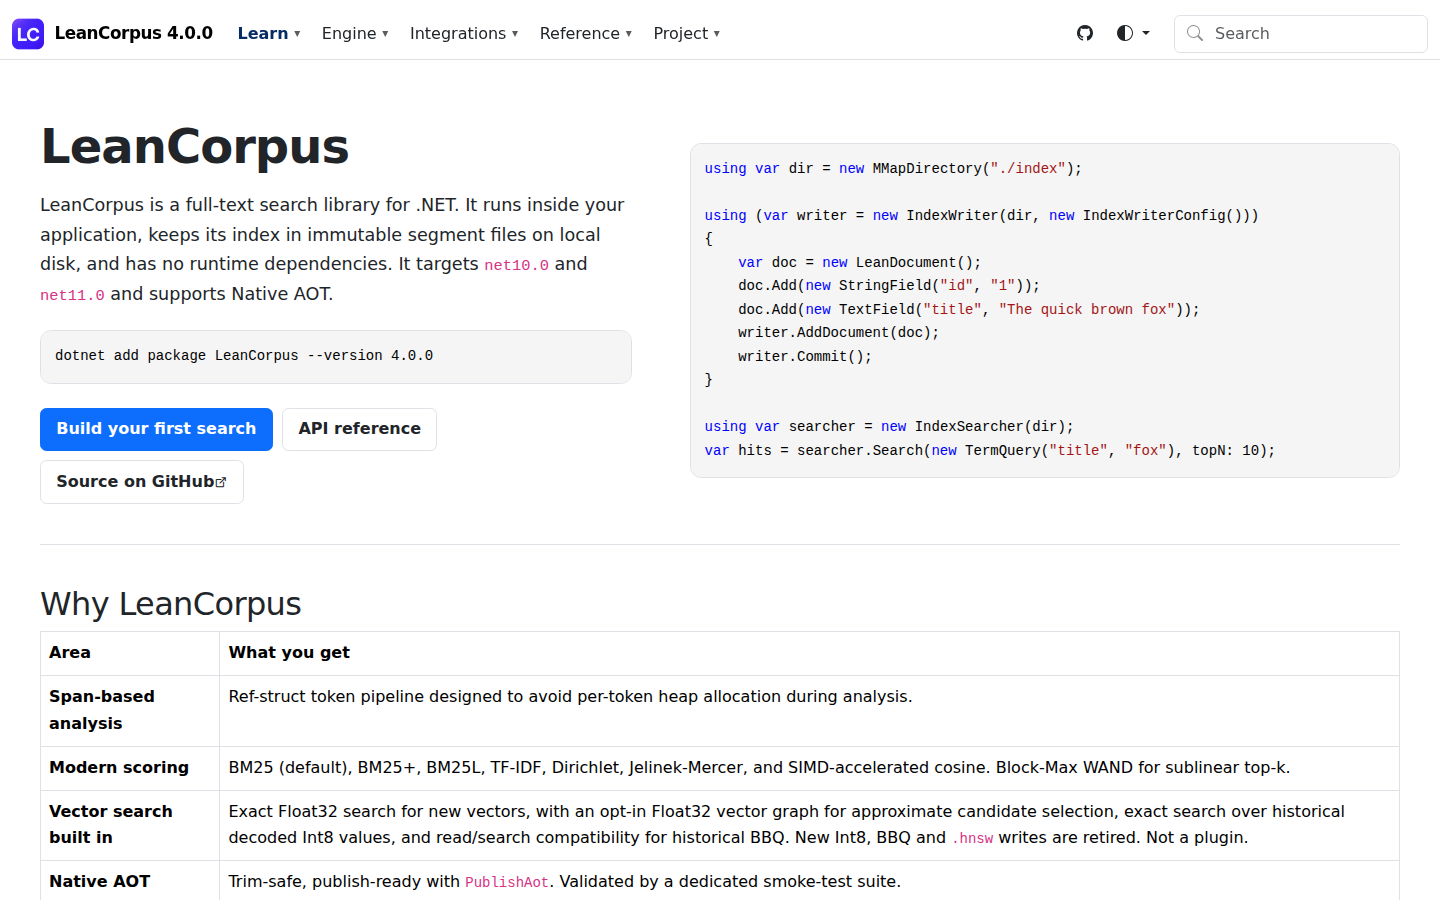 LC LeanCorpus 4.0.0 Learn ▾ Engine ▾ Integrations ▾ Reference ▾ Project ▾ Search
LeanCorpus
LeanCorpus is a full-text search library for .NET. It runs inside your
application, keeps its index in immutable segment files on local
disk, and has no runtime dependencies. It targets net10.0 and
net11.0 and supports Native AOT.
dotnet add package LeanCorpus --version 4.0.0
Build your first search
API reference
Source on GitHub
using var dir = new MMapDirectory("./index");
using (var writer = new IndexWriter(dir, new IndexWriterConfig()))
{
    var doc = new LeanDocument();
    doc.Add(new StringField("id", "1"));
    doc.Add(new TextField("title", "The quick brown fox"));
    writer.AddDocument(doc);
    writer.Commit();
}
using var searcher = new IndexSearcher(dir);
var hits = searcher.Search(new TermQuery("title", "fox"), topN: 10);
Why LeanCorpus
Area What you get
Span-based
analysis
Ref-struct token pipeline designed to avoid per-token heap allocation during analysis.
Modern scoring BM25 (default), BM25+, BM25L, TF-IDF, Dirichlet, Jelinek-Mercer, and SIMD-accelerated cosine. Block-Max WAND for sublinear top-k.
Vector search
built in
Exact Float32 search for new vectors, with an opt-in Float32 vector graph for approximate candidate selection, exact search over historical
decoded Int8 values, and read/search compatibility for historical BBQ. New Int8, BBQ and .hnsw writes are retired. Not a plugin.
Native AOT Trim-safe, publish-ready with PublishAot. Validated by a dedicated smoke-test suite.